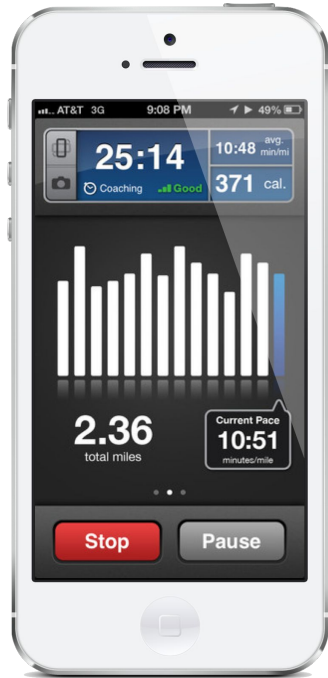 AT&T 3G 9:08 PM 49%
25:14
Coaching Good
10:48 avg. min/mi
371 cal.
2.36
total miles
Current Pace
10:51
minutes/mile
Stop Pause